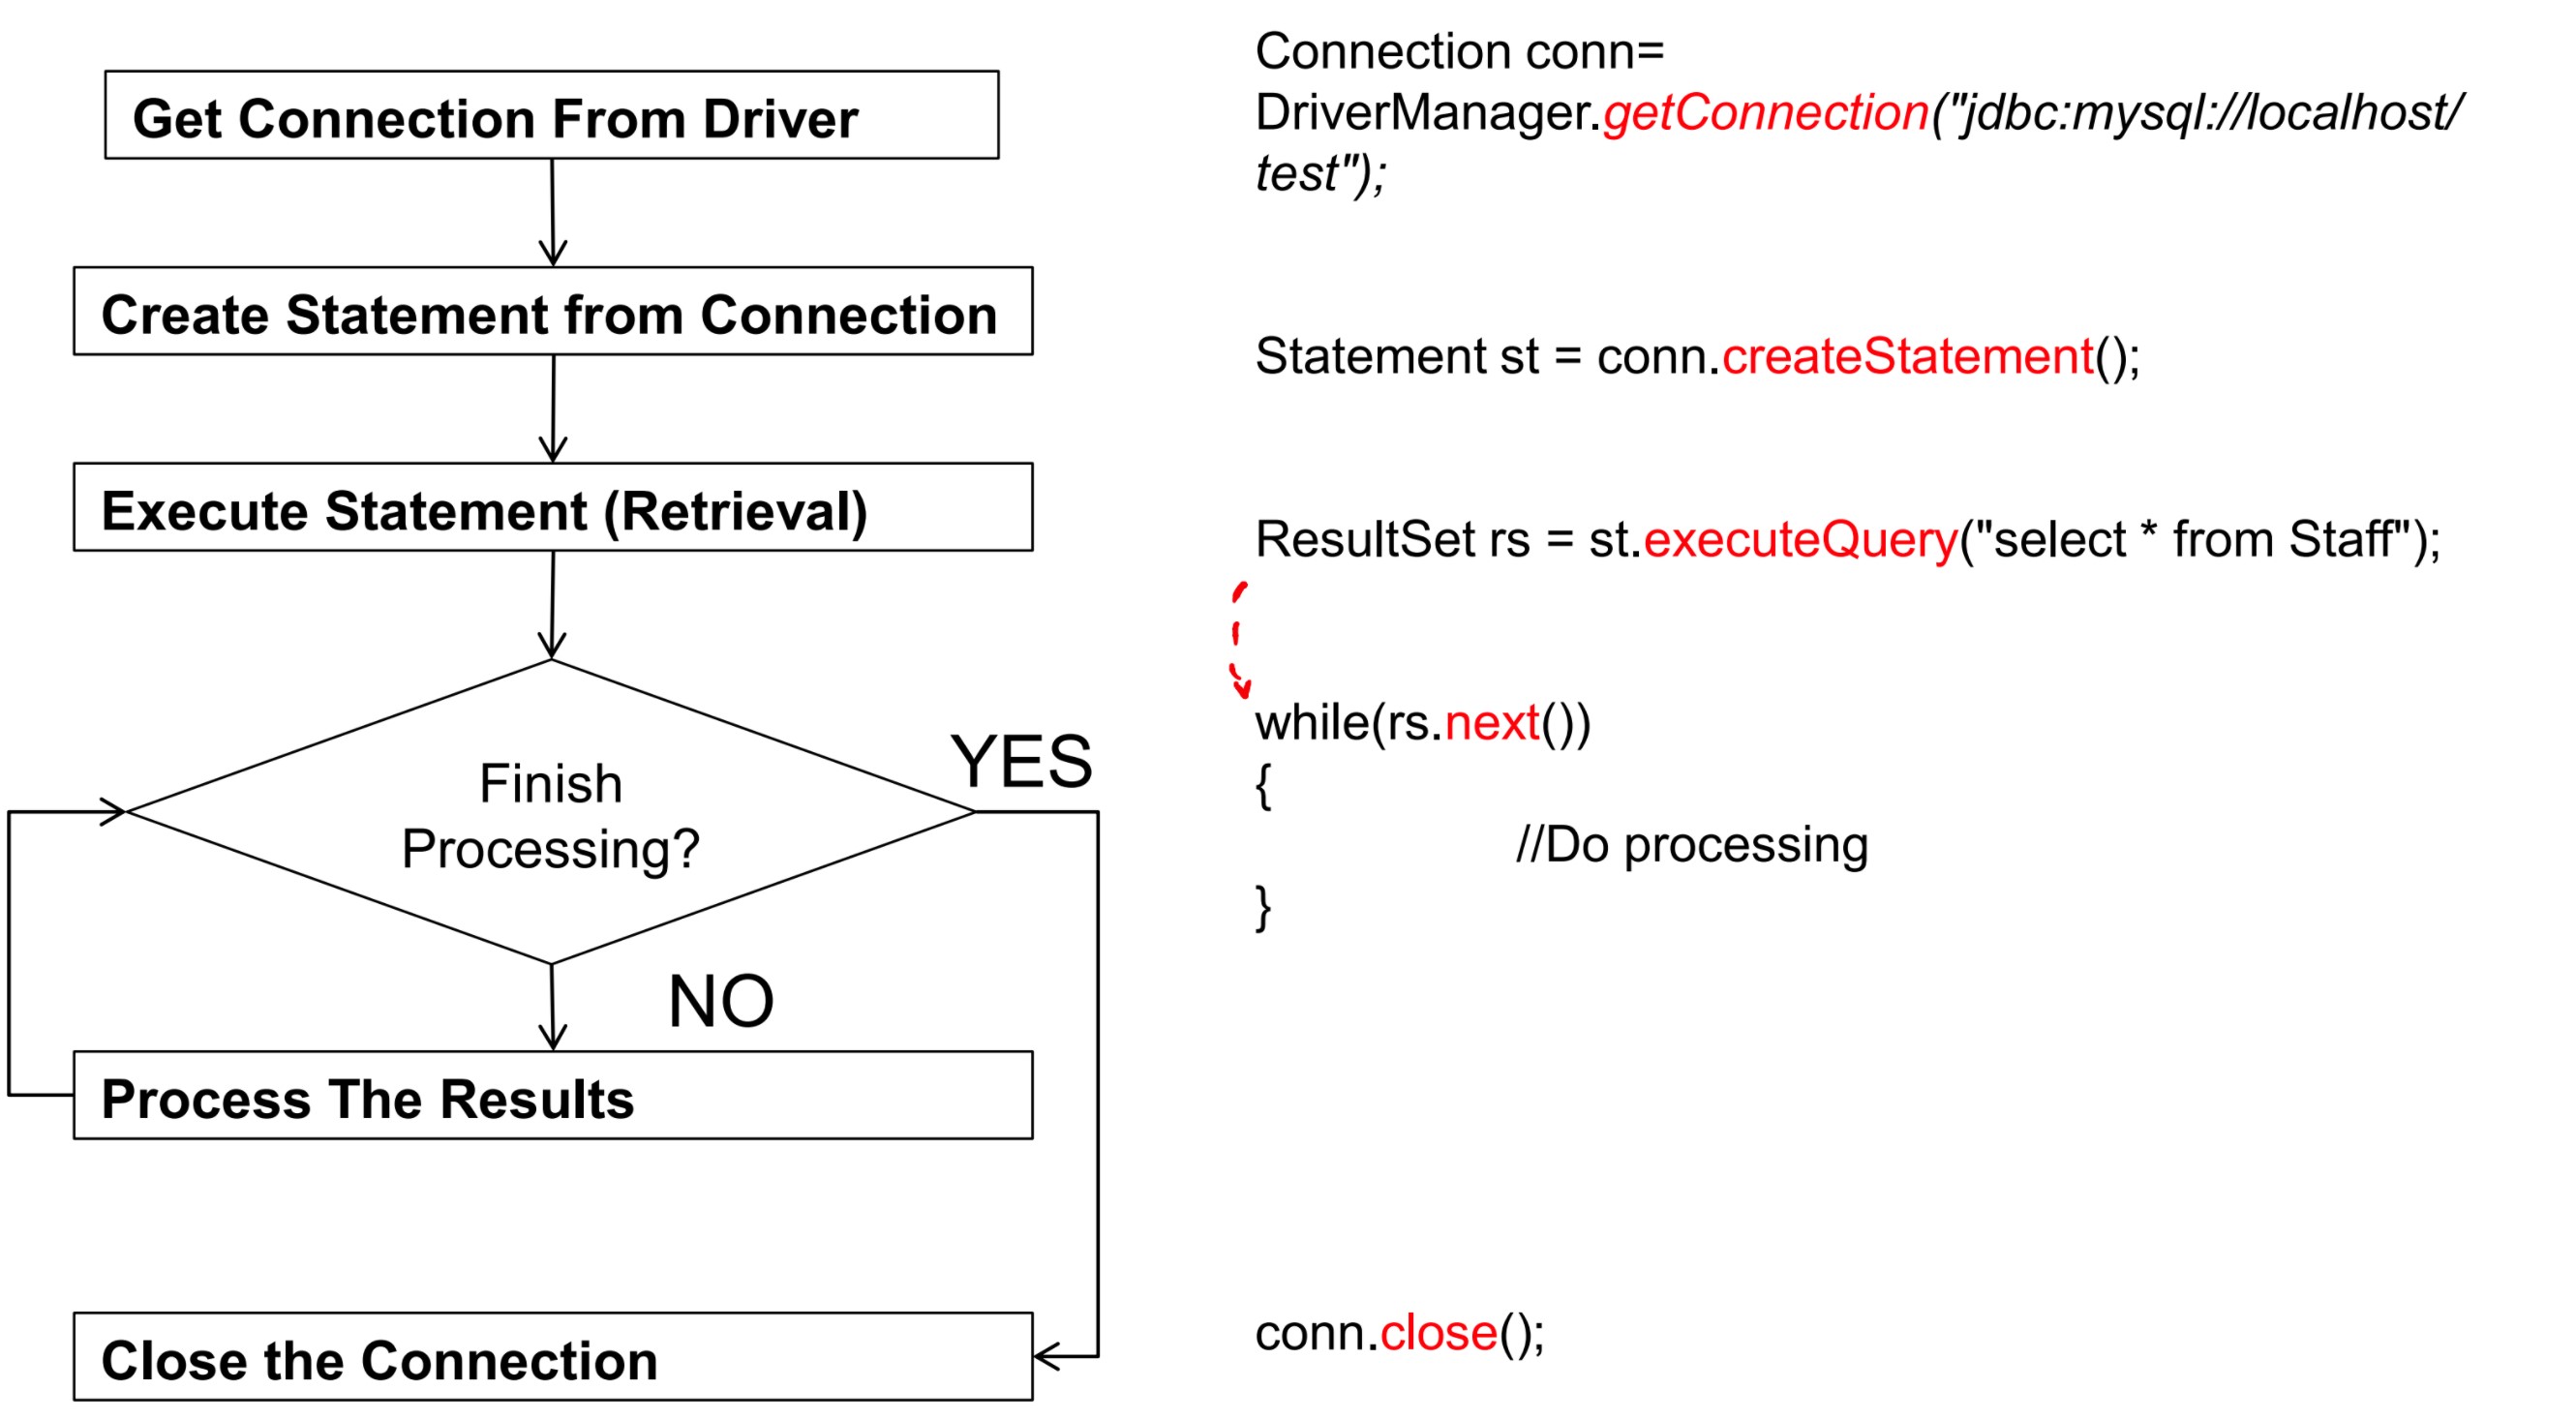 Get Connection From Driver
Create Statement from Connection
Execute Statement (Retrieval)
Finish
Processing?
YES
NO
Process The Results
Close the Connection
Connection conn=
DriverManager.getConnection("jdbc:mysql://localhost/
test");
Statement st = conn.createStatement();
ResultSet rs = st.executeQuery("select * from Staff");
while(rs.next())
{
//Do processing
}
conn.close();